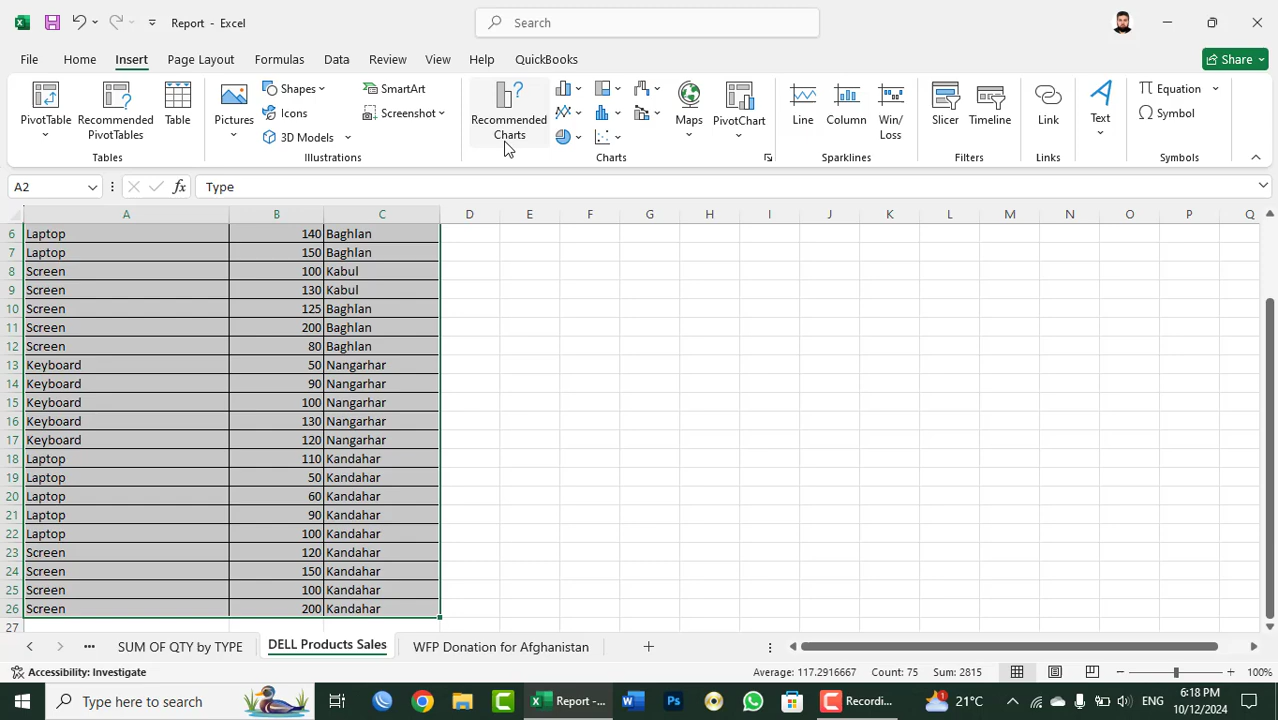 Report - Excel
Search
File Home Insert Page Layout Formulas Data Review View Help QuickBooks Share
PivotTable
Recommended PivotTables
Table
Tables
Pictures
Shapes
Icons
3D Models
SmartArt
Screenshot
Illustrations
Recommended Charts
Maps
PivotChart
Charts
Line
Column
Win/Loss
Sparklines
Slicer
Timeline
Filters
Link
Links
Text
Equation
Symbol
Symbols
A2 fx Type
A B C D E F G H I J K L M N O P Q
6 Laptop 140 Baghlan
7 Laptop 150 Baghlan
8 Screen 100 Kabul
9 Screen 130 Kabul
10 Screen 125 Baghlan
11 Screen 200 Baghlan
12 Screen 80 Baghlan
13 Keyboard 50 Nangarhar
14 Keyboard 90 Nangarhar
15 Keyboard 100 Nangarhar
16 Keyboard 130 Nangarhar
17 Keyboard 120 Nangarhar
18 Laptop 110 Kandahar
19 Laptop 50 Kandahar
20 Laptop 60 Kandahar
21 Laptop 90 Kandahar
22 Laptop 100 Kandahar
23 Screen 120 Kandahar
24 Screen 150 Kandahar
25 Screen 100 Kandahar
26 Screen 200 Kandahar
27
SUM OF QTY by TYPE DELL Products Sales WFP Donation for Afghanistan
Accessibility: Investigate Average: 117.2916667 Count: 75 Sum: 2815 100%
Type here to search Report -... Recordi... 1 21°C ENG 6:18 PM
10/12/2024